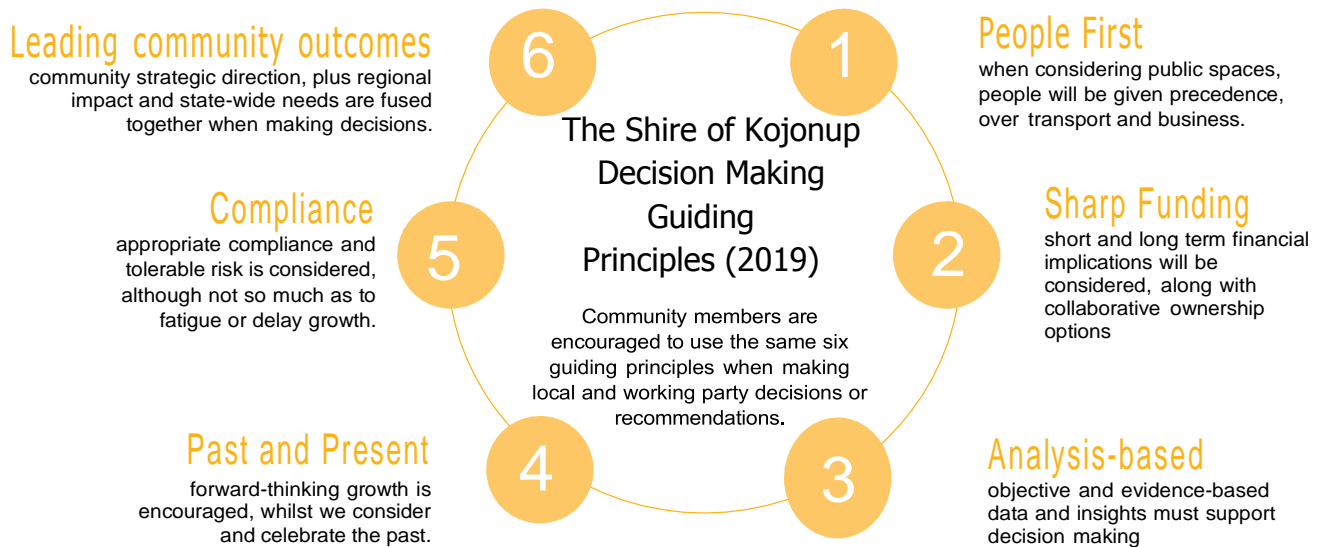 The Shire of Kojonup
Decision Making
Guiding
Principles (2019)
Community members are
encouraged to use the same six
guiding principles when making
local and working party decisions or
recommendations.
1
People First
when considering public spaces,
people will be given precedence,
over transport and business.
2
Sharp Funding
short and long term financial
implications will be
considered, along with
collaborative ownership
options
3
Analysis-based
objective and evidence-based
data and insights must support
decision making
4
Past and Present
forward-thinking growth is
encouraged, whilst we consider
and celebrate the past.
5
Compliance
appropriate compliance and
tolerable risk is considered,
although not so much as to
fatigue or delay growth.
6
Leading community outcomes
community strategic direction, plus regional
impact and state-wide needs are fused
together when making decisions.